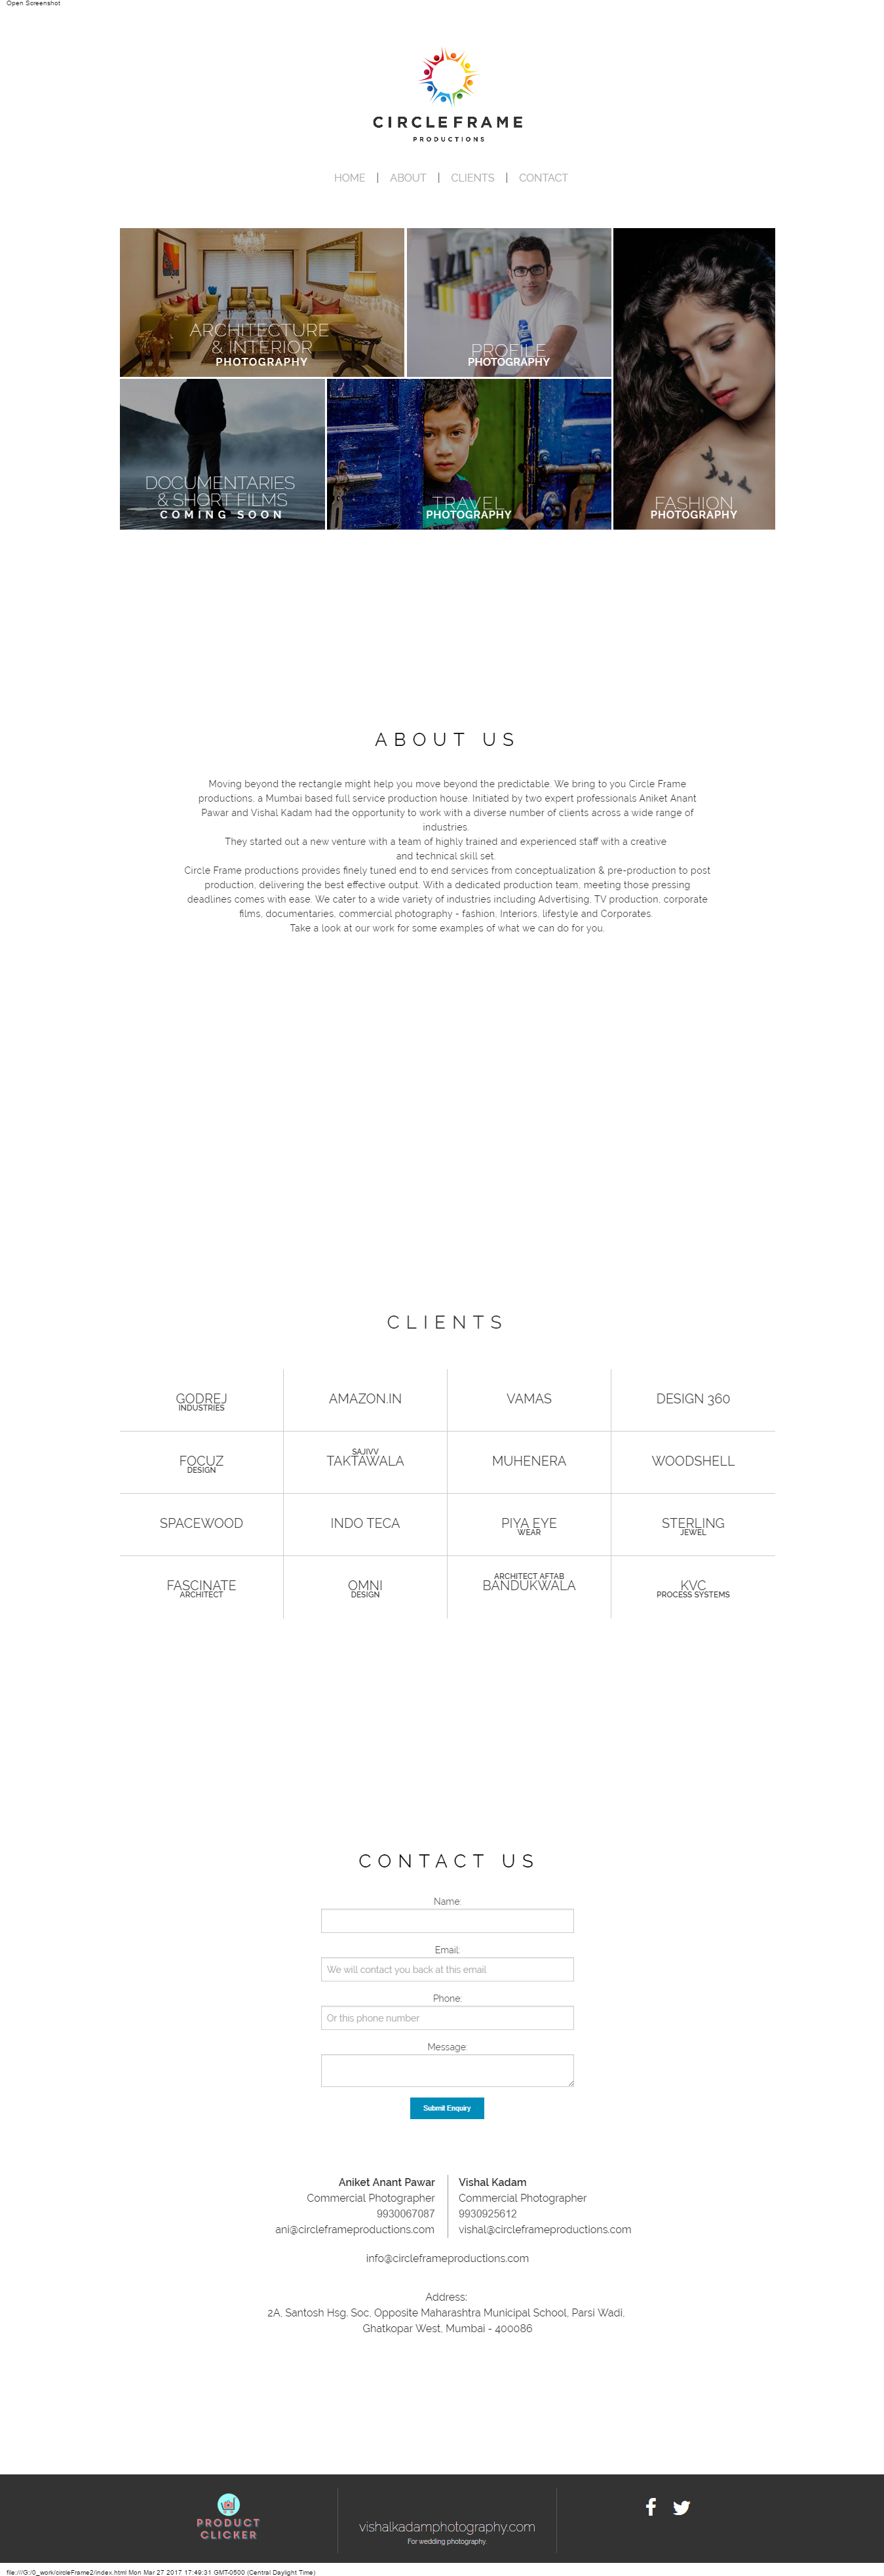 Open Screenshot
CIRCLEFRAME
PRODUCTIONS
HOME | ABOUT | CLIENTS | CONTACT
ARCHITECTURE
& INTERIOR
PHOTOGRAPHY
PROFILE
PHOTOGRAPHY
DOCUMENTARIES
& SHORT FILMS
COMING SOON
TRAVEL
PHOTOGRAPHY
FASHION
PHOTOGRAPHY
ABOUT US
Moving beyond the rectangle might help you move beyond the predictable. We bring to you Circle Frame
productions, a Mumbai based full service production house. Initiated by two expert professionals Aniket Anant
Pawar and Vishal Kadam had the opportunity to work with a diverse number of clients across a wide range of
industries.
They started out a new venture with a team of highly trained and experienced staff with a creative
and technical skill set.
Circle Frame productions provides finely tuned end to end services from conceptualization & pre-production to post
production, delivering the best effective output. With a dedicated production team, meeting those pressing
deadlines comes with ease. We cater to a wide variety of industries including Advertising, TV production, corporate
films, documentaries, commercial photography - fashion, Interiors, lifestyle and Corporates.
Take a look at our work for some examples of what we can do for you.
CLIENTS
GODREJ
INDUSTRIES
AMAZON.IN
VAMAS
DESIGN 360
FOCUZ
DESIGN
SAJIVV
TAKTAWALA
MUHENERA
WOODSHELL
SPACEWOOD
INDO TECA
PIYA EYE
WEAR
STERLING
JEWEL
FASCINATE
ARCHITECT
OMNI
DESIGN
ARCHITECT AFTAB
BANDUKWALA
KVC
PROCESS SYSTEMS
CONTACT US
Name:
Email:
We will contact you back at this email
Phone:
Or this phone number
Message:
Submit Enquiry
Aniket Anant Pawar
Commercial Photographer
9930067087
ani@circleframeproductions.com
Vishal Kadam
Commercial Photographer
9930925612
vishal@circleframeproductions.com
info@circleframeproductions.com
Address:
2A, Santosh Hsg. Soc, Opposite Maharashtra Municipal School, Parsi Wadi,
Ghatkopar West, Mumbai - 400086
PRODUCT
CLICKER
vishalkadamphotography.com
For wedding photography.
file:///G:/0_work/circleFrame2/index.html Mon Mar 27 2017 17:49:31 GMT-0500 (Central Daylight Time)